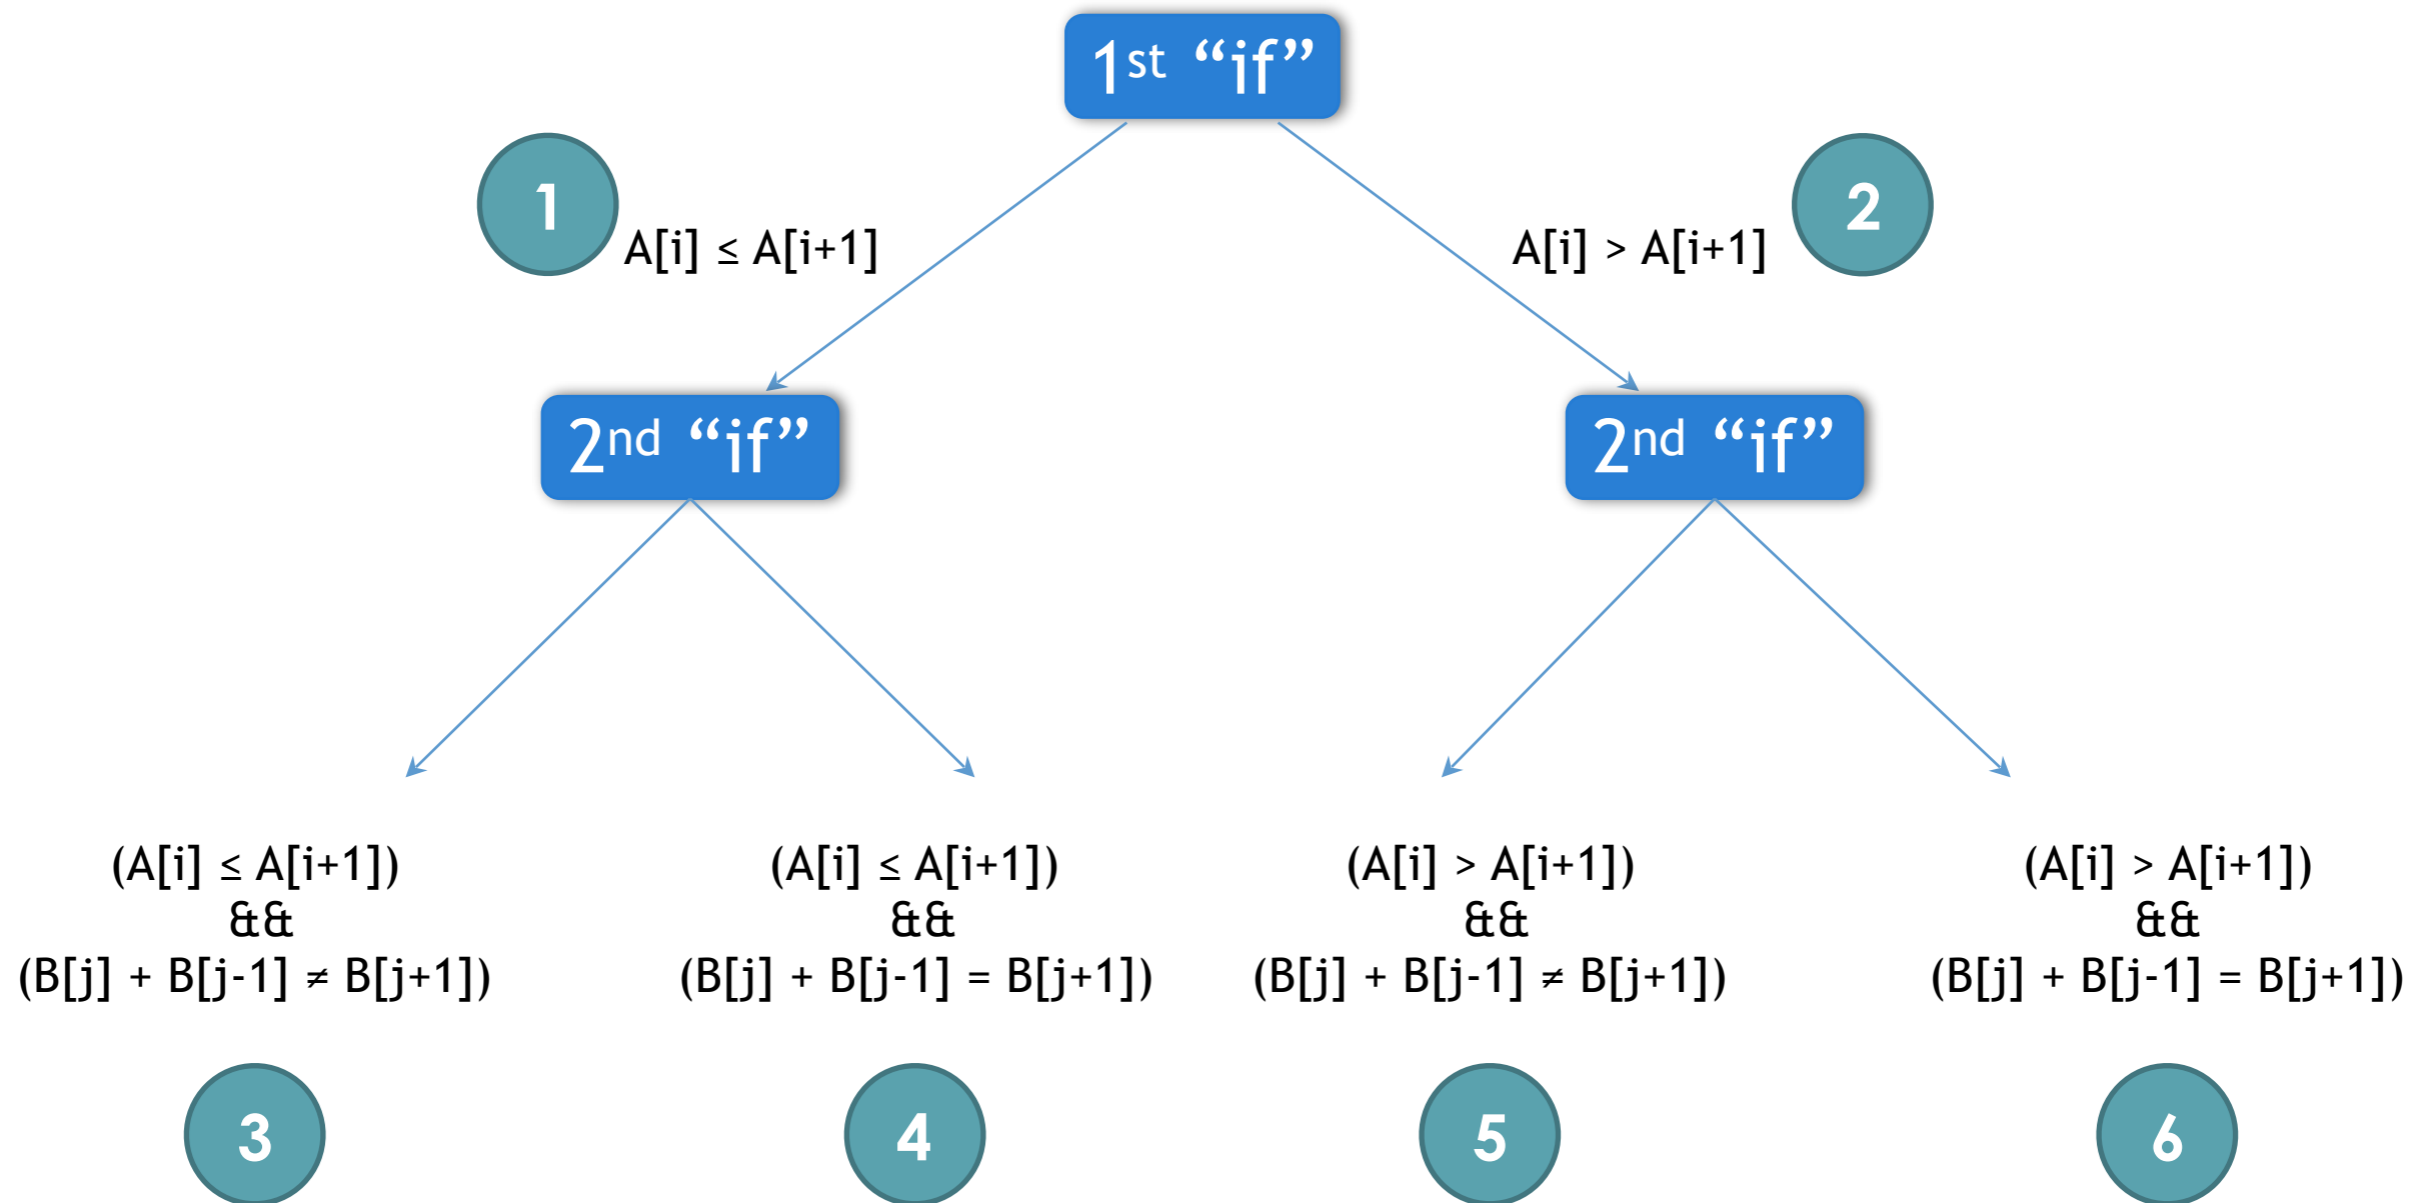 1st “if”
1
2
A[i] ≤ A[i+1]
A[i] > A[i+1]
2nd “if”
2nd “if”
(A[i] ≤ A[i+1])
&&
(B[j] + B[j-1] ≠ B[j+1])
(A[i] ≤ A[i+1])
&&
(B[j] + B[j-1] = B[j+1])
(A[i] > A[i+1])
&&
(B[j] + B[j-1] ≠ B[j+1])
(A[i] > A[i+1])
&&
(B[j] + B[j-1] = B[j+1])
3
4
5
6